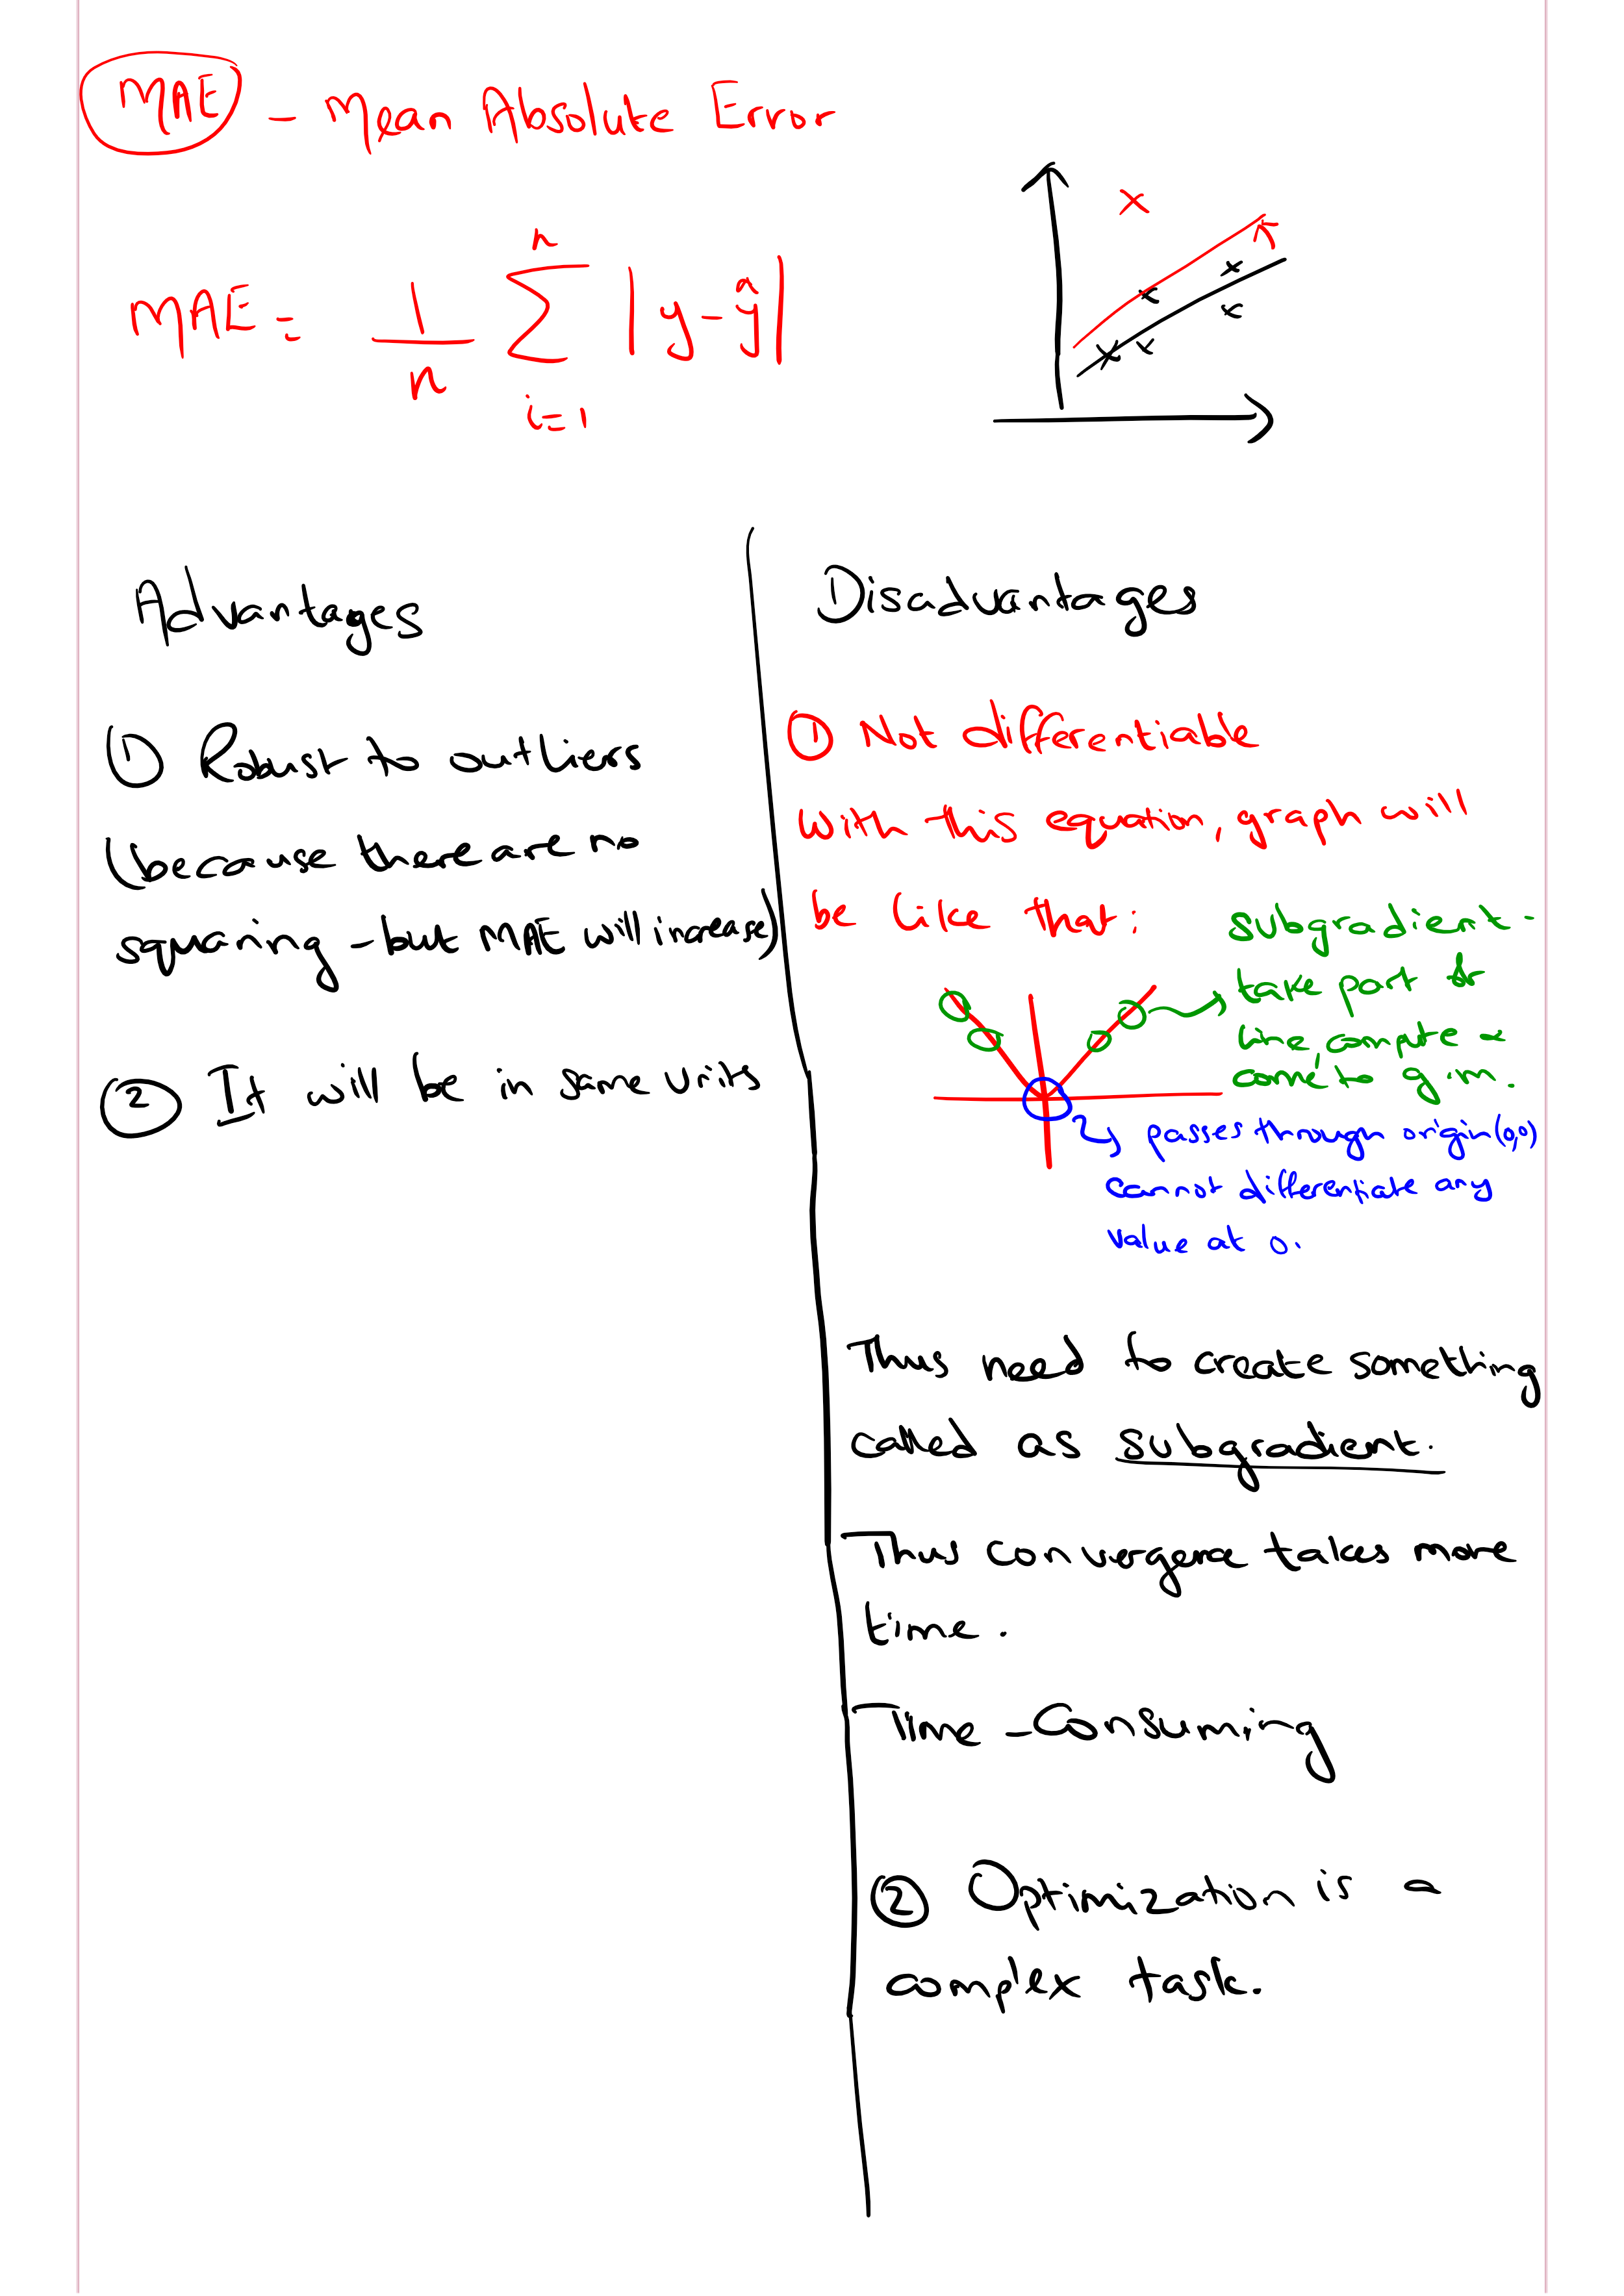 MAE - Mean Absolute Error
MAE = 1/n n Σ i=1 |y - ŷ|
Advantages
① Robust to outliers
(because there are no
squaring - but MAE will increase)
② It will be in same units
Disadvantages
① Not differentiable
with this equation, graph will
be like that:
subgradient -
take part of
line, compute &
come to g.m.
passes through origin (0,0)
cannot differentiate any
value at 0.
Thus need to create something
called as subgradient.
Thus convergence takes more
time.
Time - Consuming
② Optimization is a
complex task.